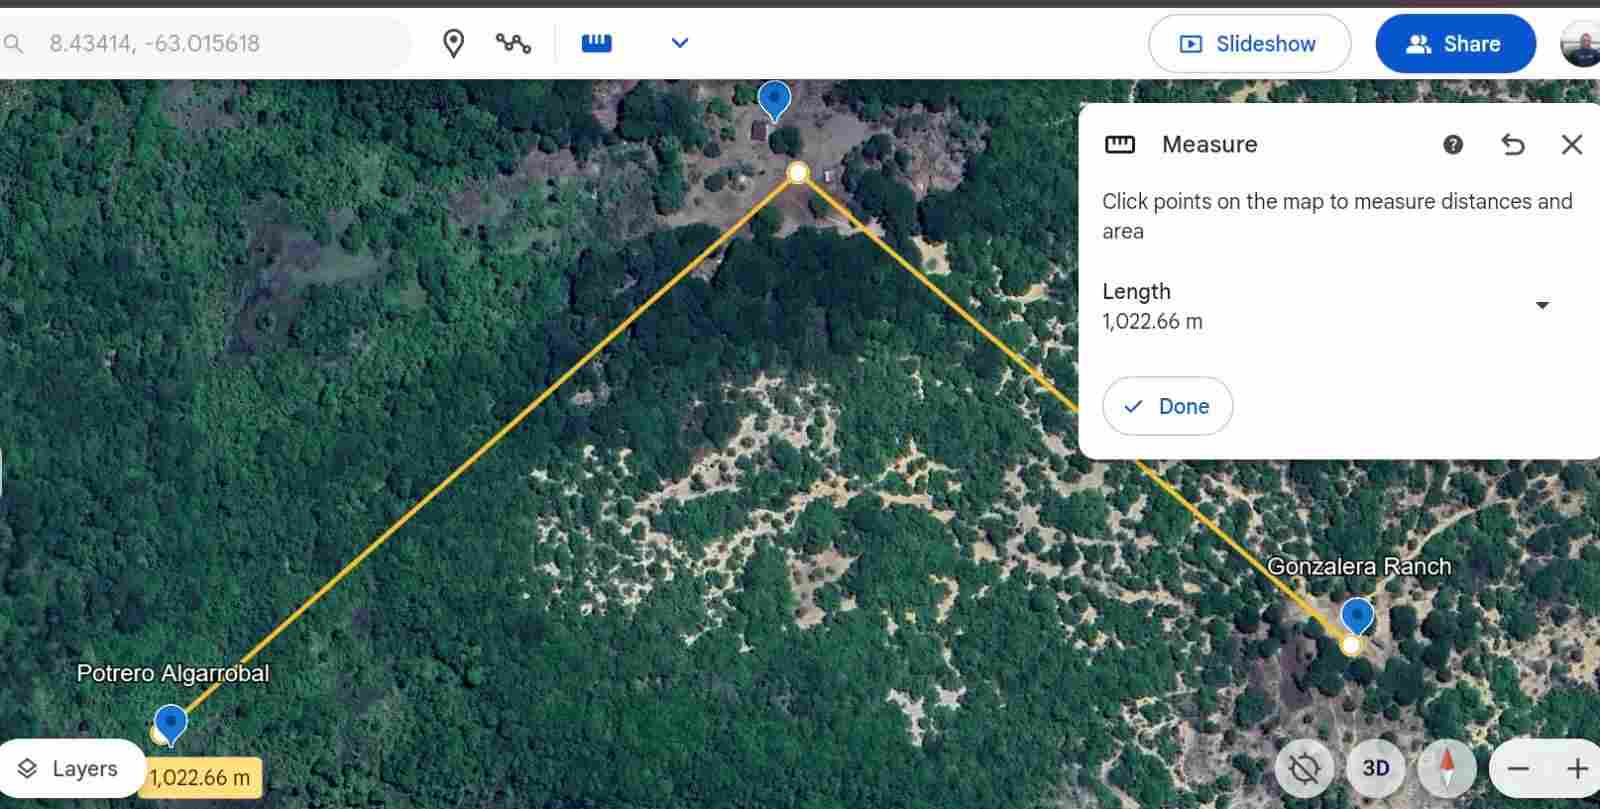 8.43414, -63.015618
Slideshow
Share
Measure
Click points on the map to measure distances and
area
Length
1,022.66 m
Done
Gonzalera Ranch
Potrero Algarrobal
Layers
1,022.66 m
3D